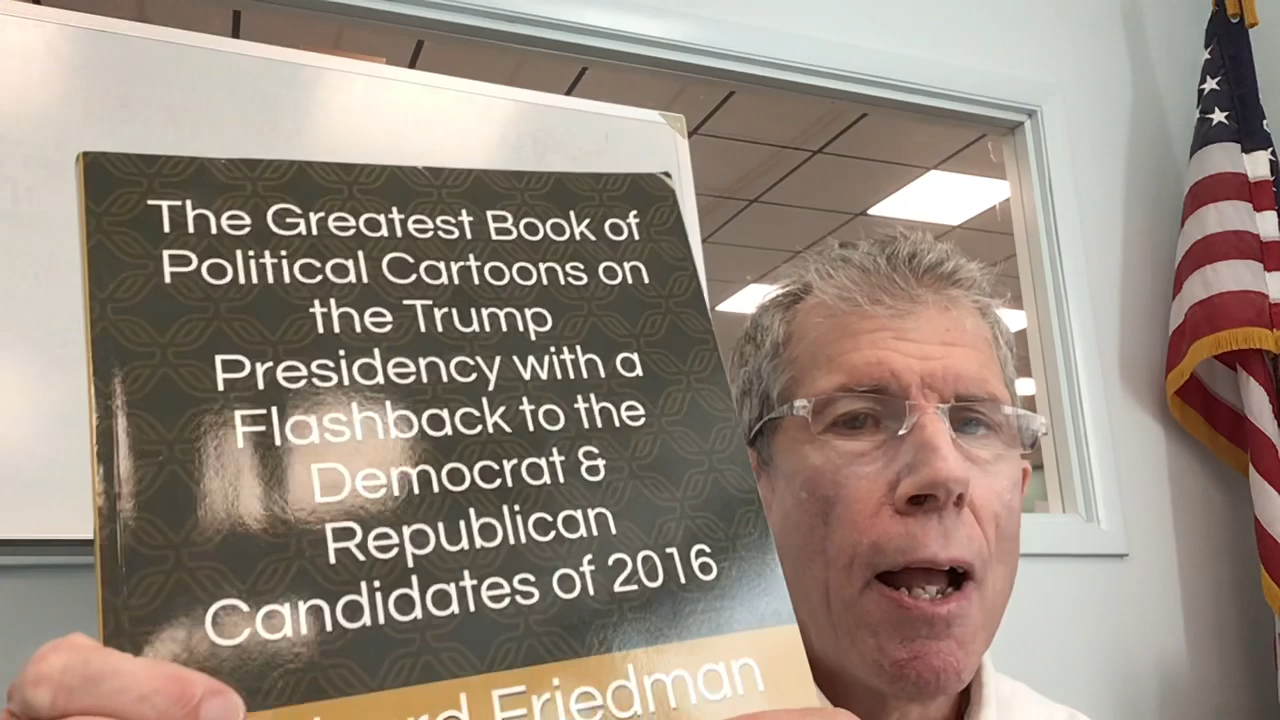 The Greatest Book of
Political Cartoons on
the Trump
Presidency with a
Flashback to the
Democrat &
Republican
Candidates of 2016
Friedman